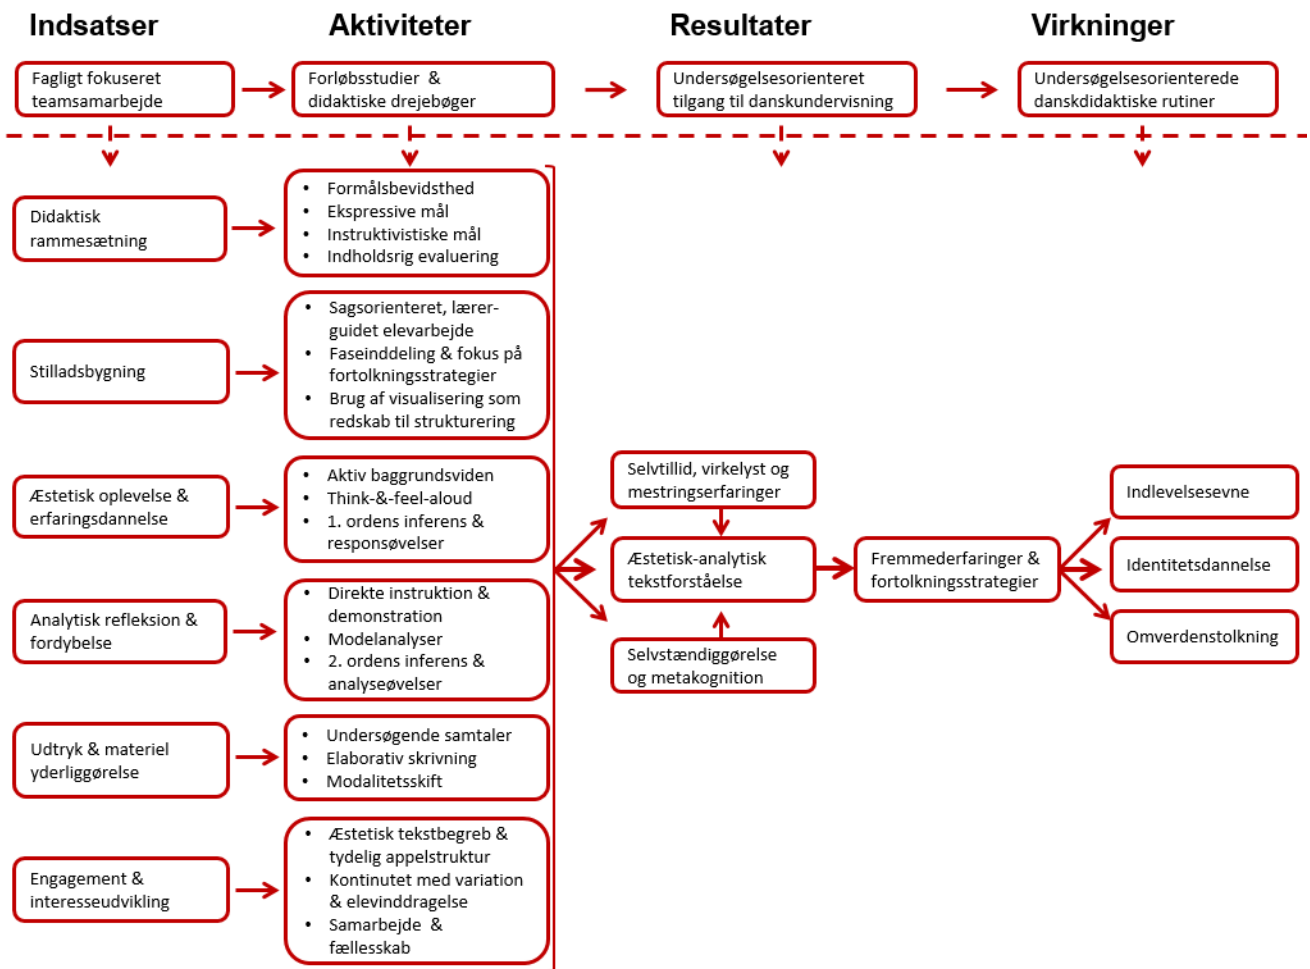 Indsatser
Aktiviteter
Resultater
Virkninger
Fagligt fokuseret
teamsamarbejde
Forløbsstudier &
didaktiske drejebøger
Undersøgelsesorienteret
tilgang til danskundervisning
Undersøgelsesorienterede
danskdidaktiske rutiner
Didaktisk
rammesætning
• Formålsbevidsthed
• Ekspressive mål
• Instruktivistiske mål
• Indholdsrig evaluering
Stilladsbygning
• Sagsorienteret, lærer-
guidet elevarbejde
• Faseinddeling & fokus på
fortolkningsstrategier
• Brug af visualisering som
redskab til strukturering
Æstetisk oplevelse &
erfaringsdannelse
• Aktiv baggrundsviden
• Think-&-feel-aloud
• 1. ordens inferens &
responsøvelser
Analytisk refleksion &
fordybelse
• Direkte instruktion &
demonstration
• Modelanalyser
• 2. ordens inferens &
analyseøvelser
Udtryk & materiel
yderliggørelse
• Undersøgende samtaler
• Elaborativ skrivning
• Modalitetsskift
Engagement &
interesseudvikling
• Æstetisk tekstbegreb &
tydelig appelstruktur
• Kontinutet med variation
& elevinddragelse
• Samarbejde &
fællesskab
Selvtillid, virkelyst og
mestringserfaringer
Æstetisk-analytisk
tekstforståelse
Selvstændiggørelse
og metakognition
Fremmederfaringer &
fortolkningsstrategier
Indlevelsesevne
Identitetsdannelse
Omverdenstolkning